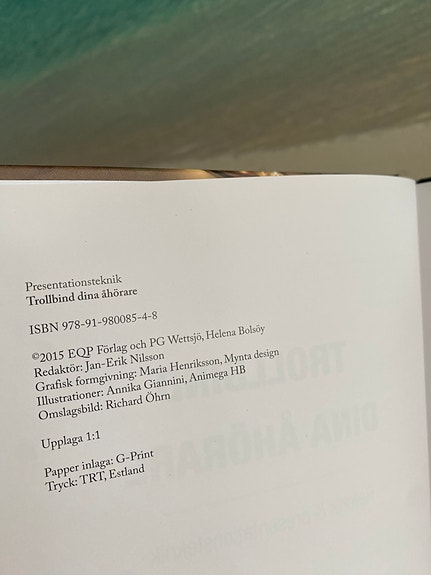 Presentationsteknik
Trollbind dina åhörare
ISBN 978-91-980085-4-8
©2015 EQP Förlag och PG Wettsjö, Helena Bolsöy
Redaktör: Jan-Erik Nilsson
Grafisk formgivning: Maria Henriksson, Mynta design
Illustrationer: Annika Giannini, Animega HB
Omslagsbild: Richard Öhrn
Upplaga 1:1
Papper inlaga: G-Print
Tryck: TRT, Estland